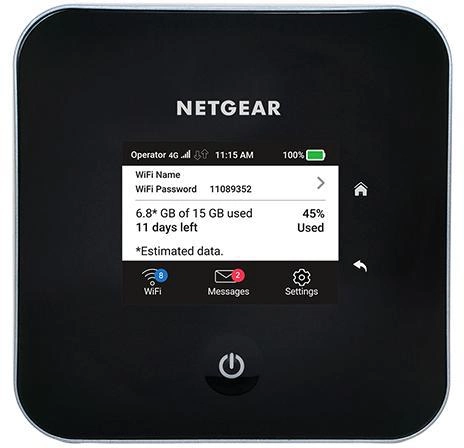 NETGEAR
Operator 4G 11:15 AM 100%
WiFi Name
WiFi Password 11089352
6.8* GB of 15 GB used 45%
11 days left Used
*Estimated data.
8 2
WiFi Messages Settings